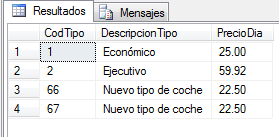 Resultados Mensajes
CodTipo DescripcionTipo PrecioDia
1 1 Económico 25.00
2 2 Ejecutivo 59.92
3 66 Nuevo tipo de coche 22.50
4 67 Nuevo tipo de coche 22.50